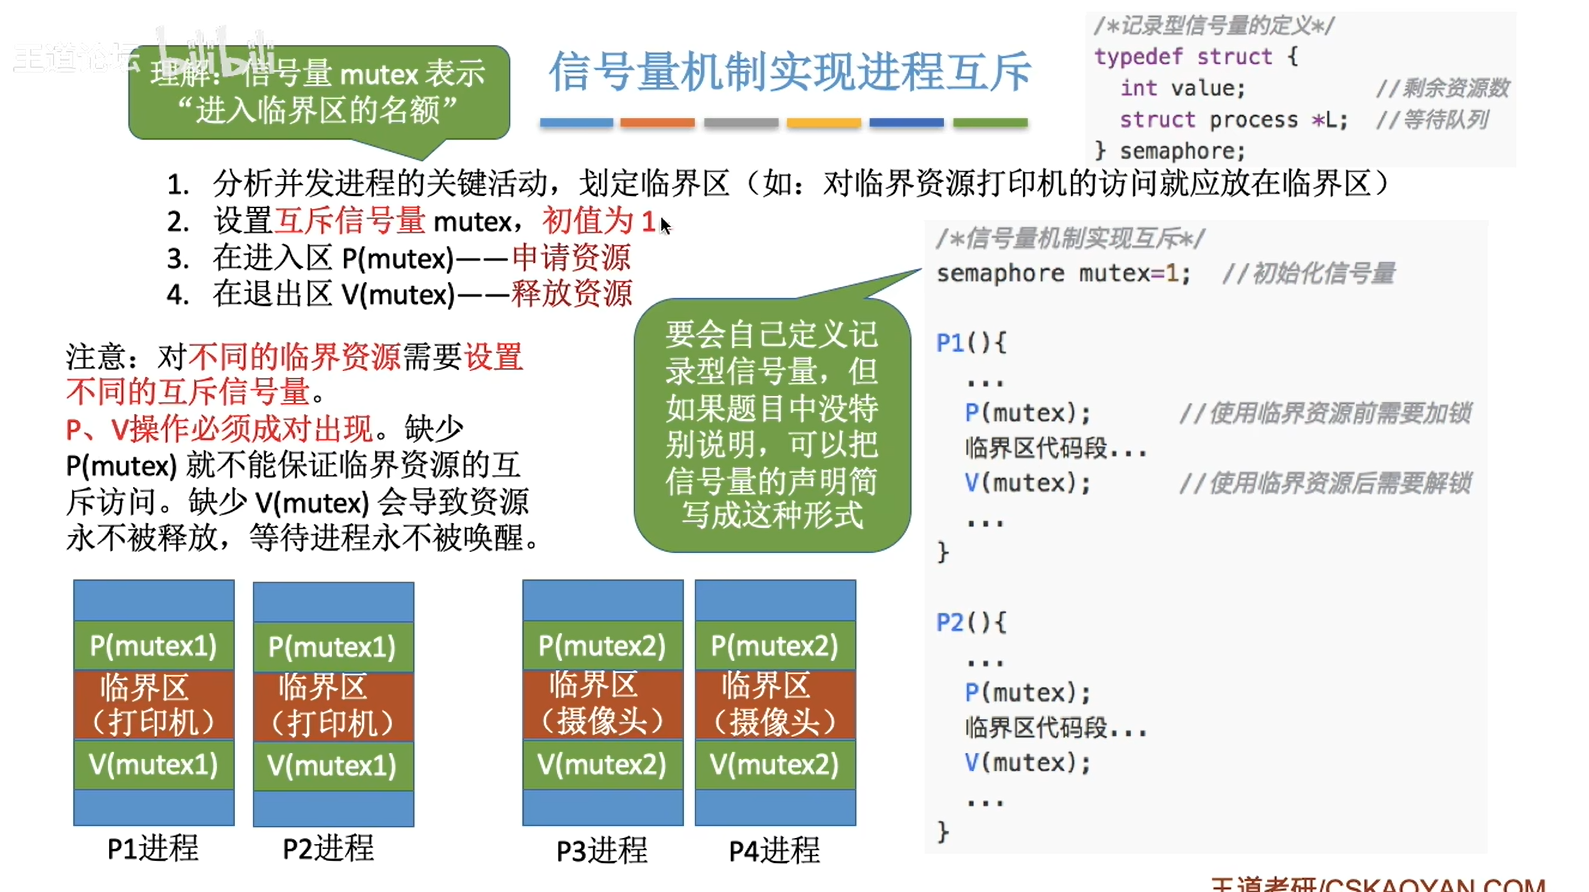 王道论坛 bilibili
理解：信号量 mutex 表示
“进入临界区的名额”
信号量机制实现进程互斥
/*记录型信号量的定义*/
typedef struct {
int value; //剩余资源数
struct process *L; //等待队列
} semaphore;
1. 分析并发进程的关键活动，划定临界区（如：对临界资源打印机的访问就应放在临界区）
2. 设置互斥信号量 mutex，初值为 1
3. 在进入区 P(mutex)——申请资源
4. 在退出区 V(mutex)——释放资源
注意：对不同的临界资源需要设置
不同的互斥信号量。
P、V操作必须成对出现。缺少
P(mutex) 就不能保证临界资源的互
斥访问。缺少 V(mutex) 会导致资源
永不被释放，等待进程永不被唤醒。
要会自己定义记
录型信号量，但
如果题目中没特
别说明，可以把
信号量的声明简
写成这种形式
/*信号量机制实现互斥*/
semaphore mutex=1; //初始化信号量
P1(){
...
P(mutex); //使用临界资源前需要加锁
临界区代码段...
V(mutex); //使用临界资源后需要解锁
...
}
P2(){
...
P(mutex);
临界区代码段...
V(mutex);
...
}
P(mutex1)
临界区
（打印机）
V(mutex1)
P1进程
P(mutex1)
临界区
（打印机）
V(mutex1)
P2进程
P(mutex2)
临界区
（摄像头）
V(mutex2)
P3进程
P(mutex2)
临界区
（摄像头）
V(mutex2)
P4进程
王道考研/CSKAOYAN.COM